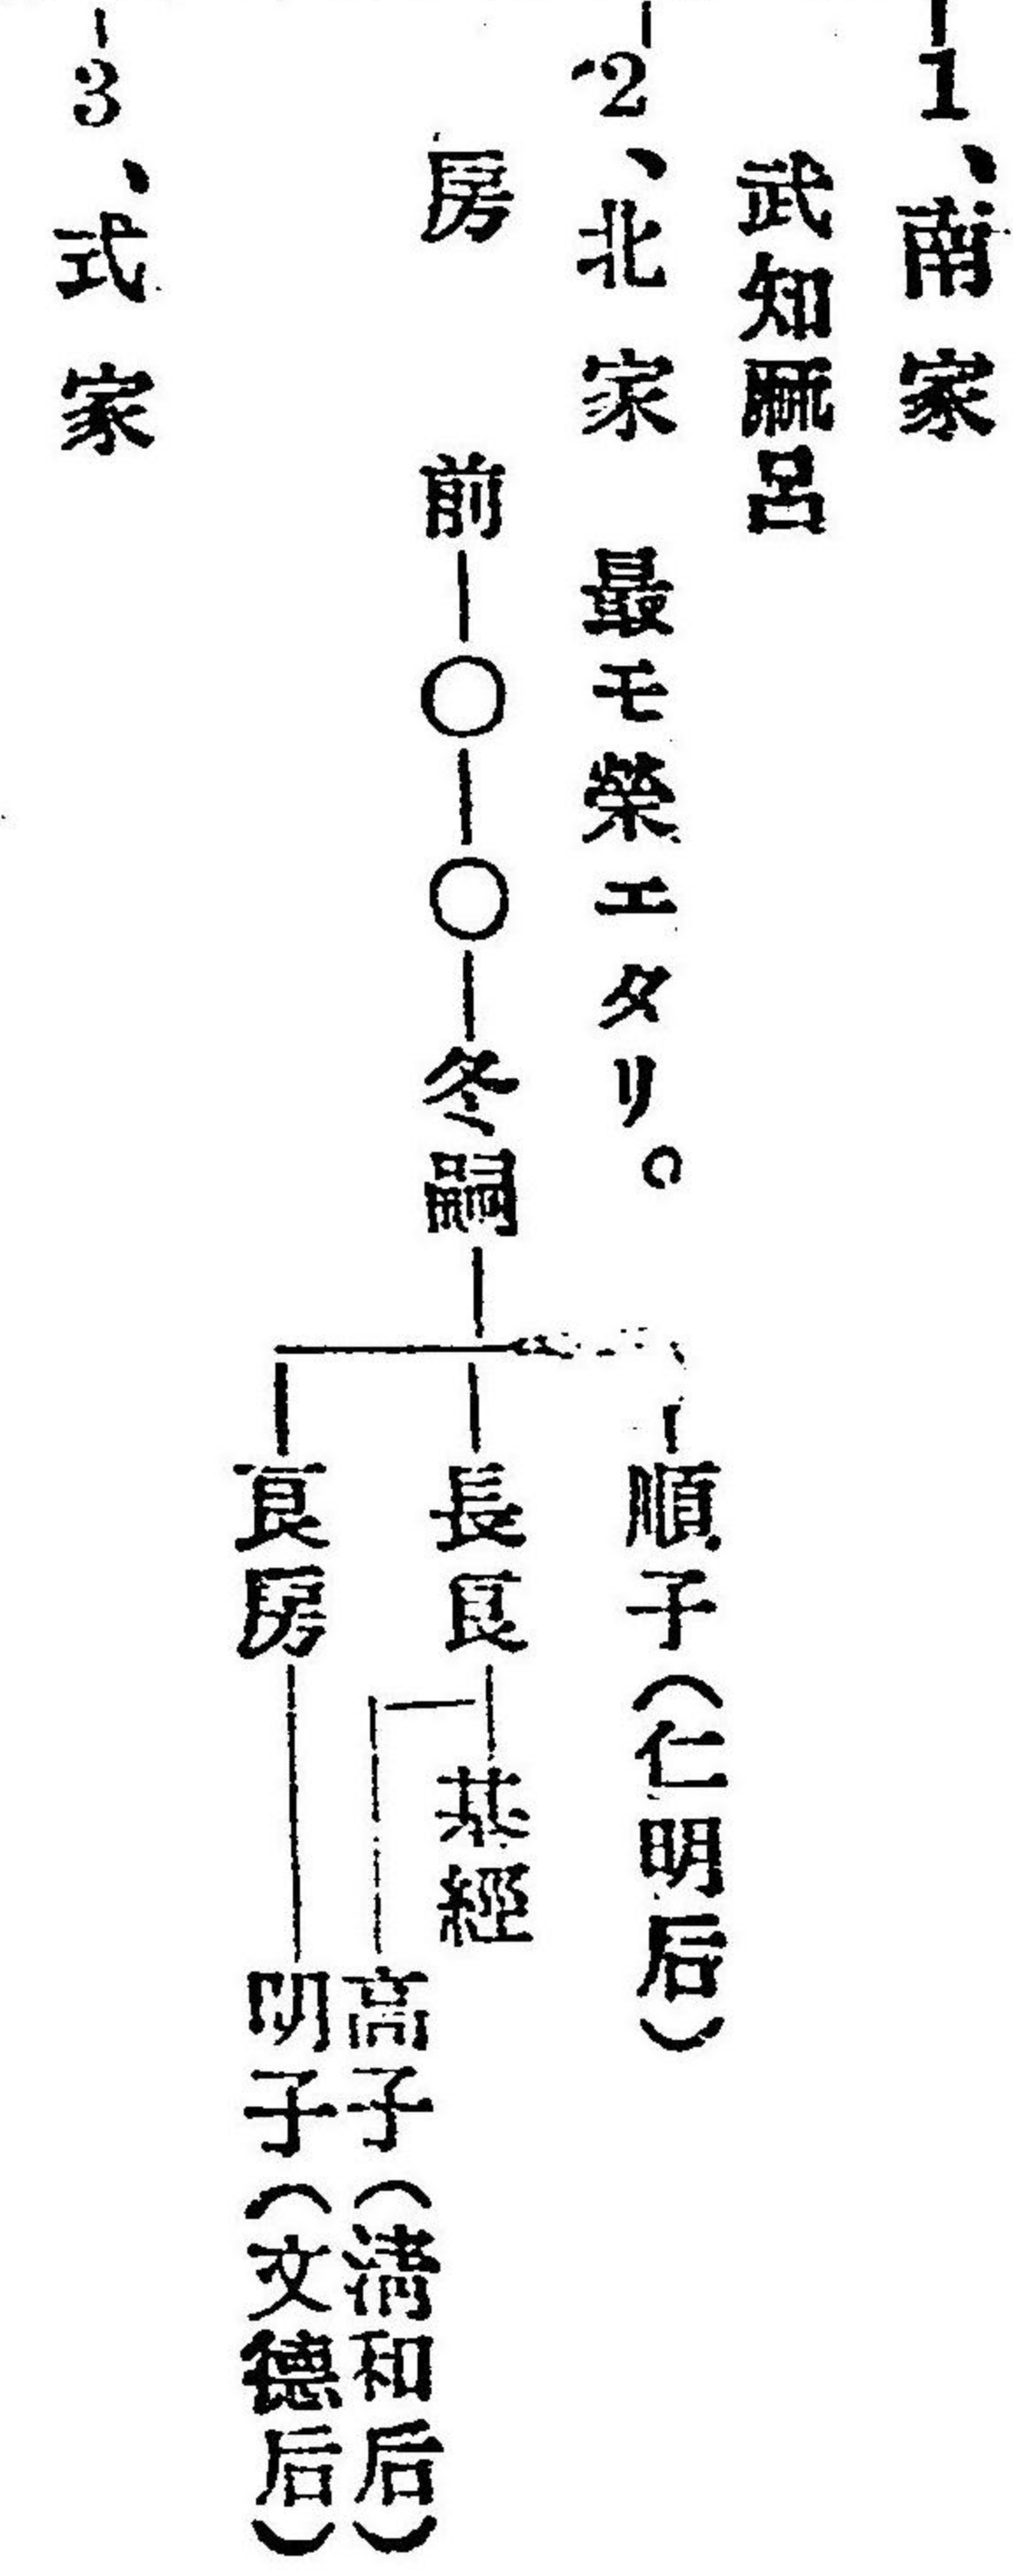 1、南家
武知麻呂
2、北家 最モ榮エタリ。
房前—〇—〇—冬嗣
順子(仁明后)
長良
基經
高子(淸和后)
良房
明子(文德后)
3、式家